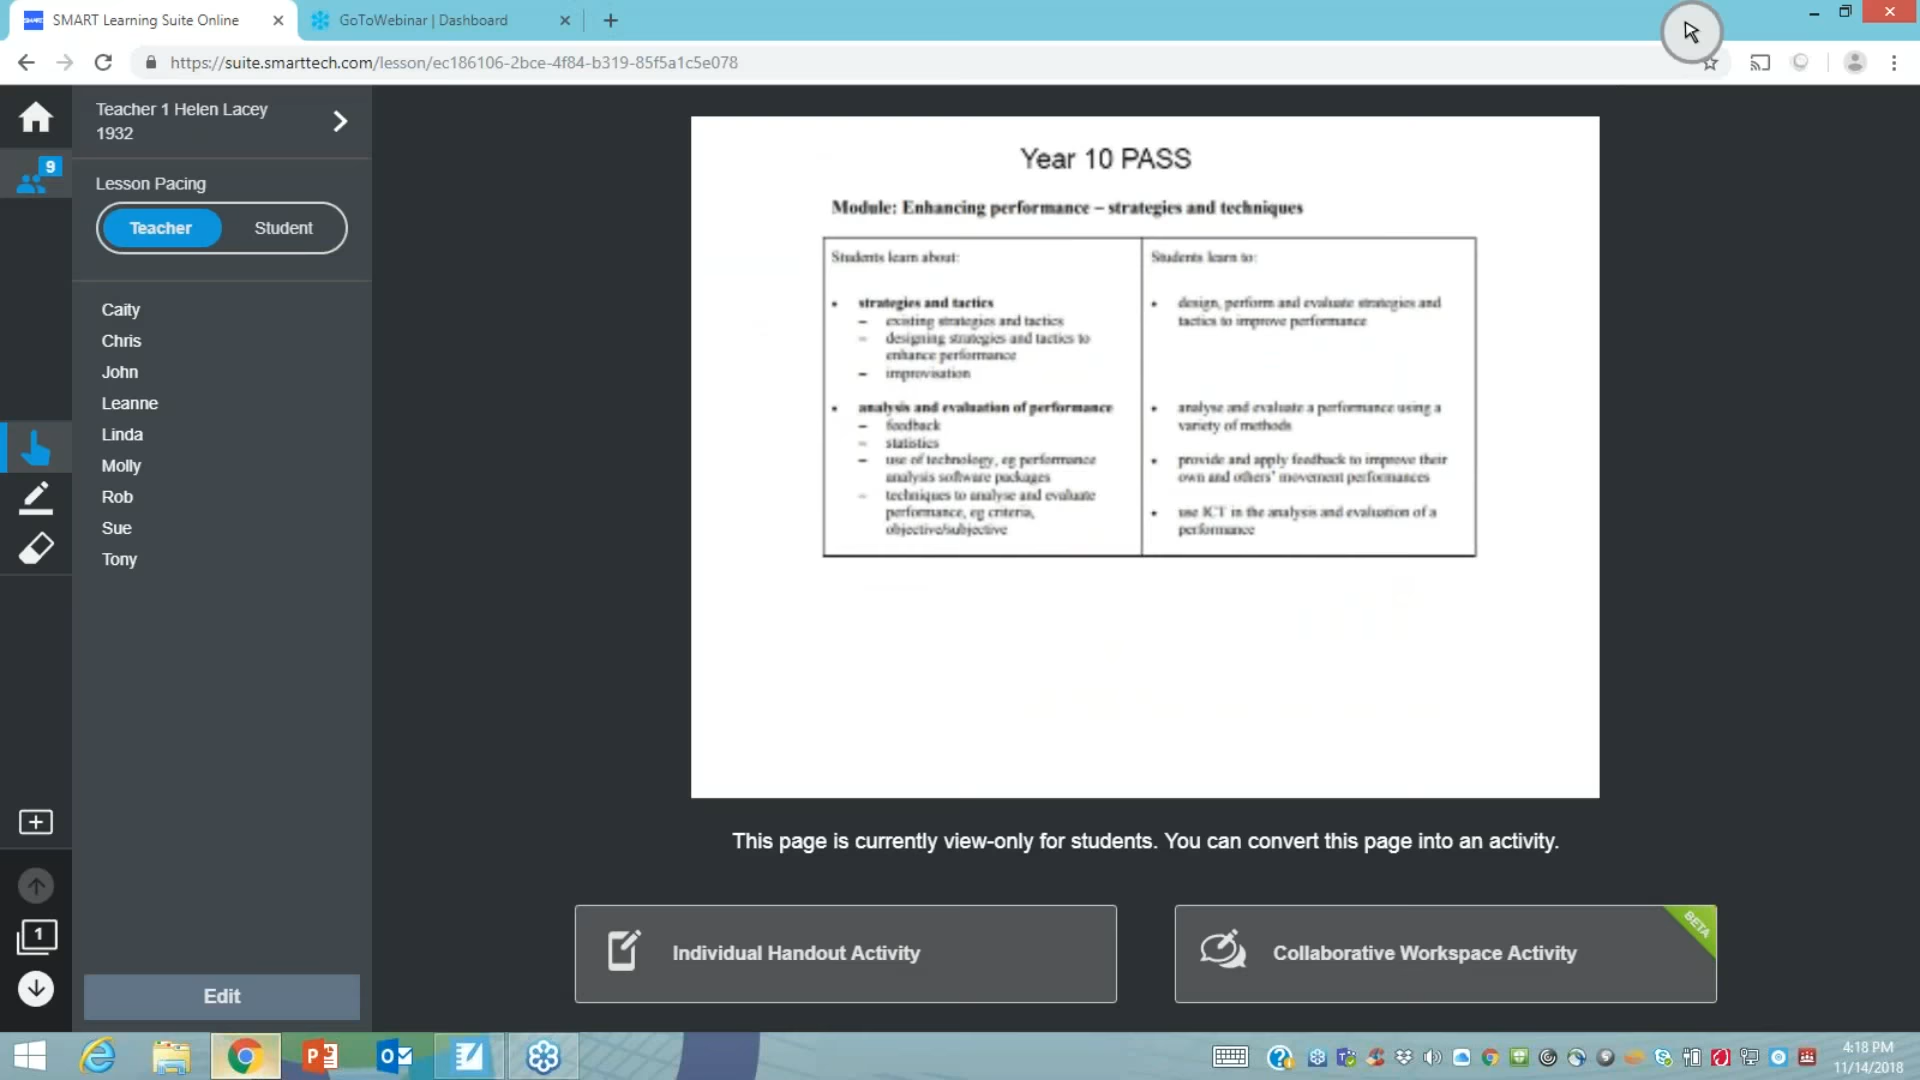 SMART Learning Suite Online
GoToWebinar | Dashboard
https://suite.smarttech.com/lesson/ec186106-2bce-4f84-b319-85f5a1c5e078
Teacher 1 Helen Lacey
1932
9
Lesson Pacing
Teacher
Student
Caity
Chris
John
Leanne
Linda
Molly
Rob
Sue
Tony
1
Edit
Year 10 PASS
Module: Enhancing performance – strategies and techniques
Students learn about:
• strategies and tactics
– existing strategies and tactics
– designing strategies and tactics to
enhance performance
– improvisation
• analysis and evaluation of performance
– feedback
– statistics
– use of technology, eg performance
analysis software packages
– techniques to analyse and evaluate
performance, eg criteria,
objective/subjective
Students learn to:
• design, perform and evaluate strategies and
tactics to improve performance
• analyse and evaluate a performance using a
variety of methods
• provide and apply feedback to improve their
own and others' movement performances
• use ICT in the analysis and evaluation of a
performance
This page is currently view-only for students. You can convert this page into an activity.
Individual Handout Activity
Collaborative Workspace Activity
BETA
4:18 PM
11/14/2018